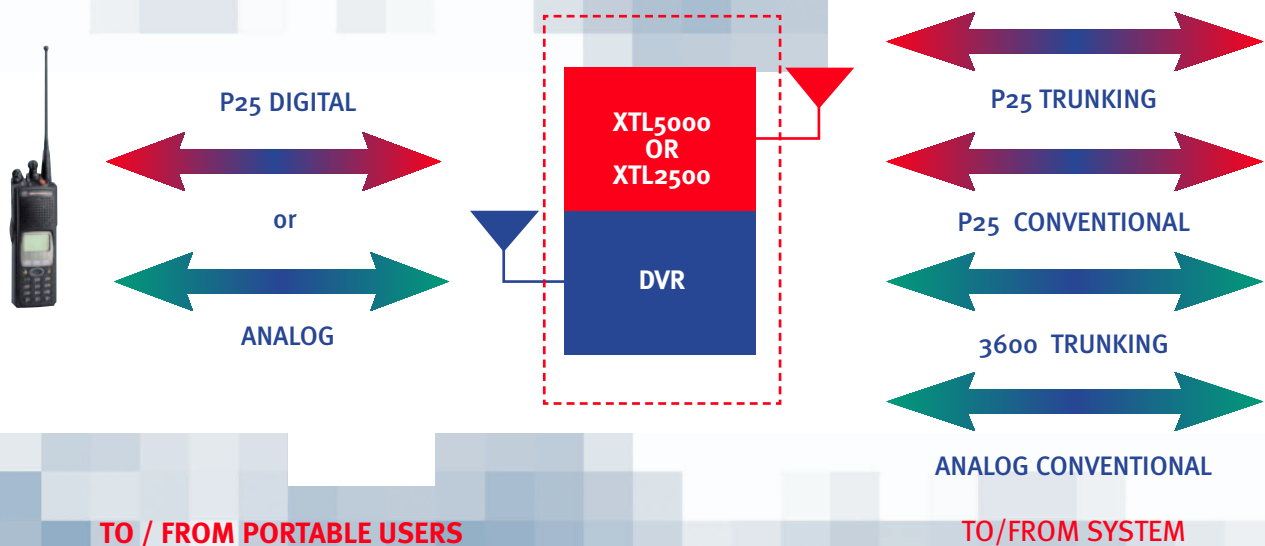 P25 DIGITAL
or
ANALOG
XTL5000
OR
XTL2500
DVR
P25 TRUNKING
P25 CONVENTIONAL
3600 TRUNKING
ANALOG CONVENTIONAL
TO / FROM PORTABLE USERS
TO/FROM SYSTEM